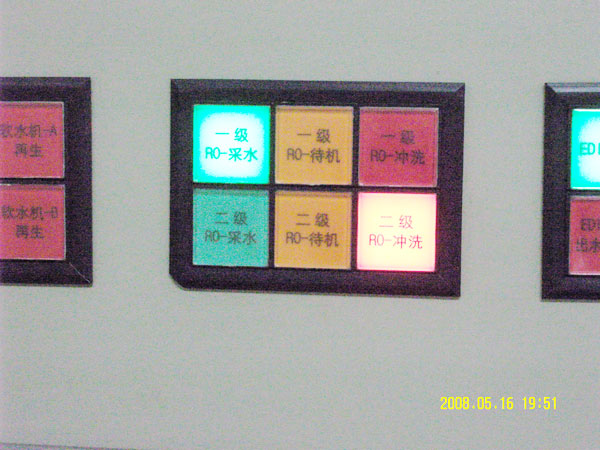 软水机-A
再生
软水机-B
再生
一级
RO-采水
一级
RO-待机
一级
RO-冲洗
二级
RO-采水
二级
RO-待机
二级
RO-冲洗
2008.05.16 19:51